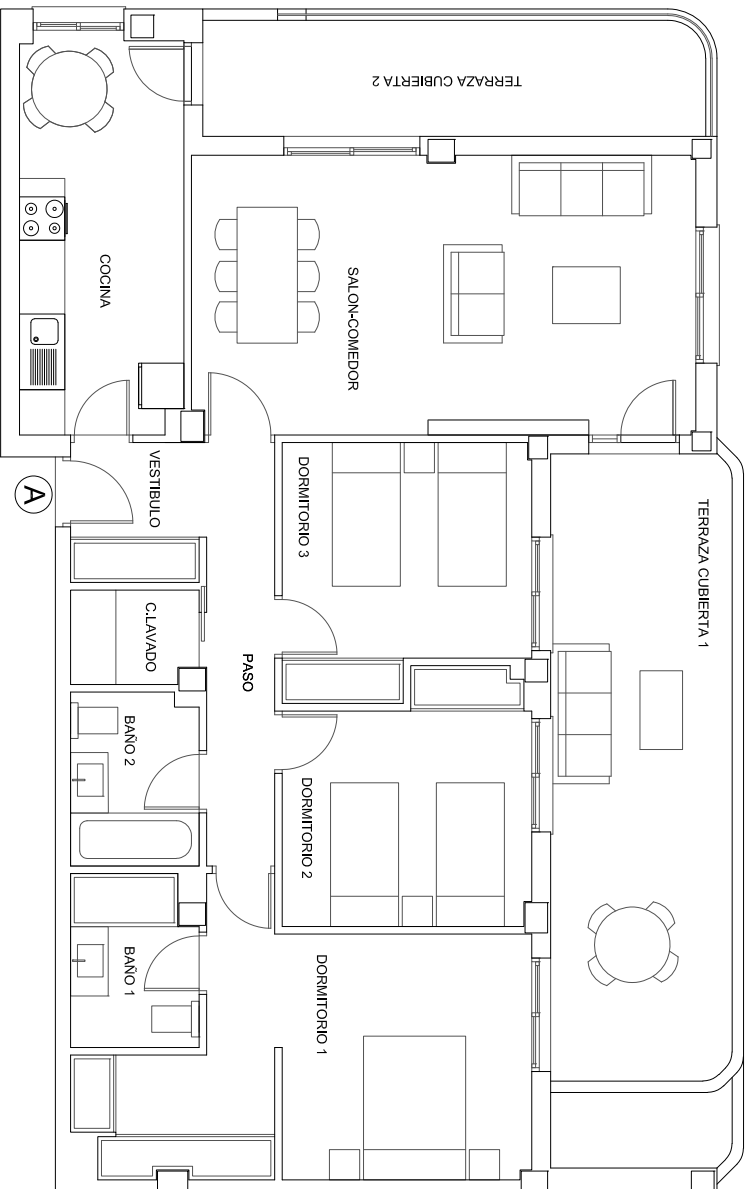 TERRAZA CUBIERTA 2
COCINA
SALON-COMEDOR
VESTIBULO
A
DORMITORIO 3
TERRAZA CUBIERTA 1
C.LAVADO
PASO
BAÑO 2
DORMITORIO 2
BAÑO 1
DORMITORIO 1